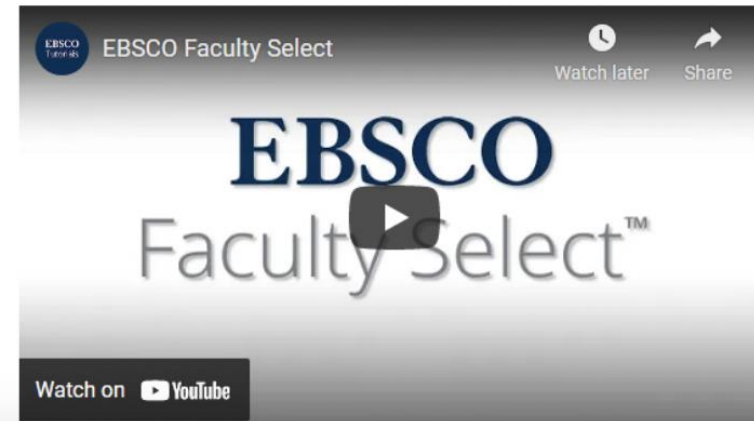 EBSCO
Tutorials
EBSCO Faculty Select
Watch later
Share
EBSCO
Faculty Select™
Watch on YouTube